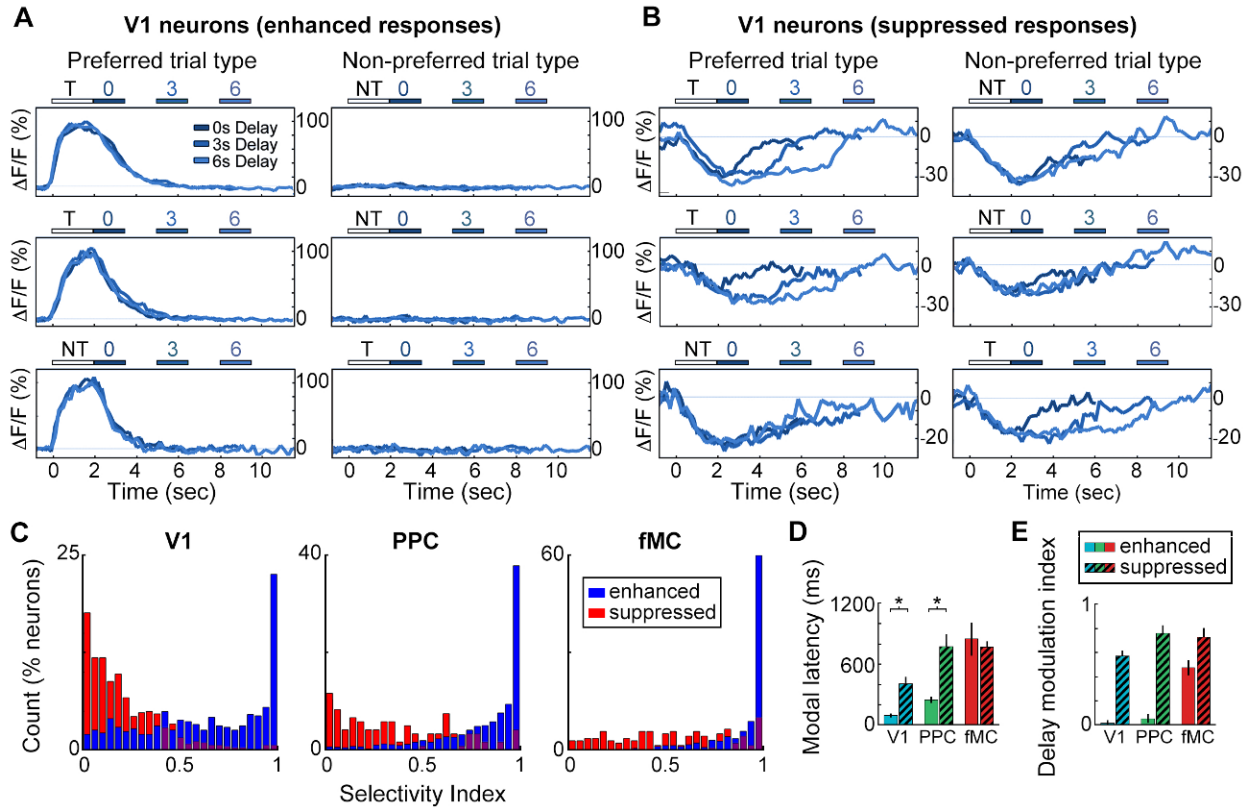 A
V1 neurons (enhanced responses)
Preferred trial type
Non-preferred trial type
T 0 3 6
NT 0 3 6
ΔF/F (%)
0s Delay
3s Delay
6s Delay
100
0
100
0
T 0 3 6
NT 0 3 6
ΔF/F (%)
100
0
100
0
NT 0 3 6
T 0 3 6
ΔF/F (%)
100
0
100
0
0 2 4 6 8 10
0 2 4 6 8 10
Time (sec)
Time (sec)
B
V1 neurons (suppressed responses)
Preferred trial type
Non-preferred trial type
T 0 3 6
NT 0 3 6
ΔF/F (%)
0
-30
0
-30
T 0 3 6
NT 0 3 6
ΔF/F (%)
0
-30
0
-30
NT 0 3 6
T 0 3 6
ΔF/F (%)
0
-20
0
-20
0 2 4 6 8 10
0 2 4 6 8 10
Time (sec)
Time (sec)
C
V1
PPC
fMC
Count (% neurons)
25
0
40
0
60
0
enhanced
suppressed
0 0.5 1
0 0.5 1
0 0.5 1
Selectivity Index
D
Modal latency (ms)
1200
600
0
* *
V1 PPC fMC
E
enhanced
suppressed
Delay modulation index
1
0
V1 PPC fMC